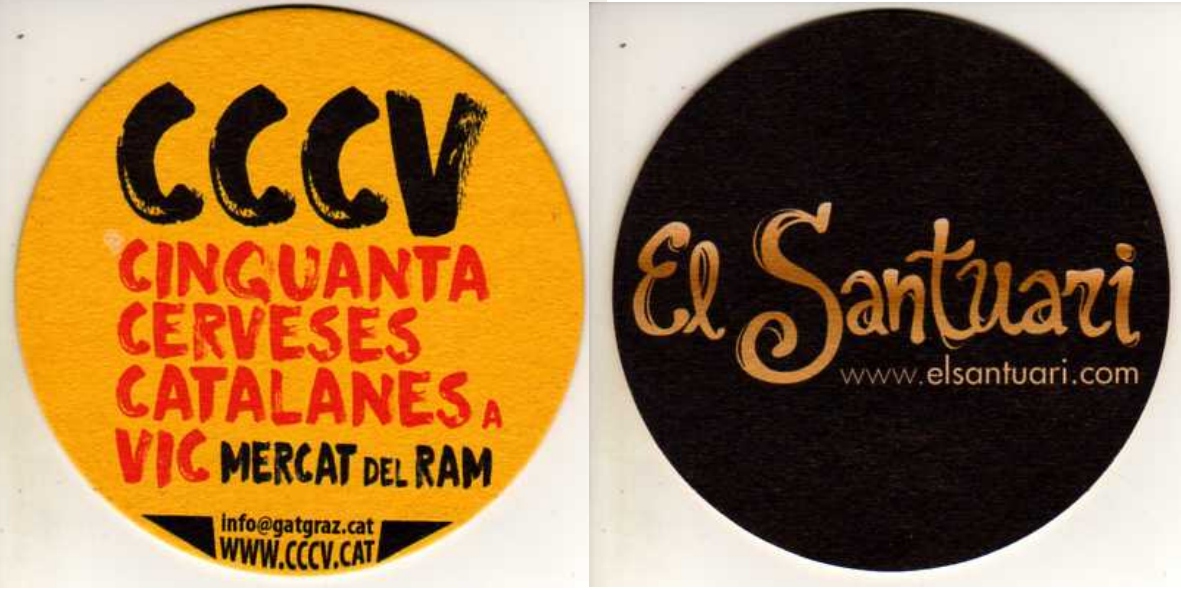 CCCV
CINQUANTA
CERVESES
CATALANES A
VIC MERCAT DEL RAM
info@gatgraz.cat
WWW.CCCV.CAT
El Santuari
www.elsantuari.com